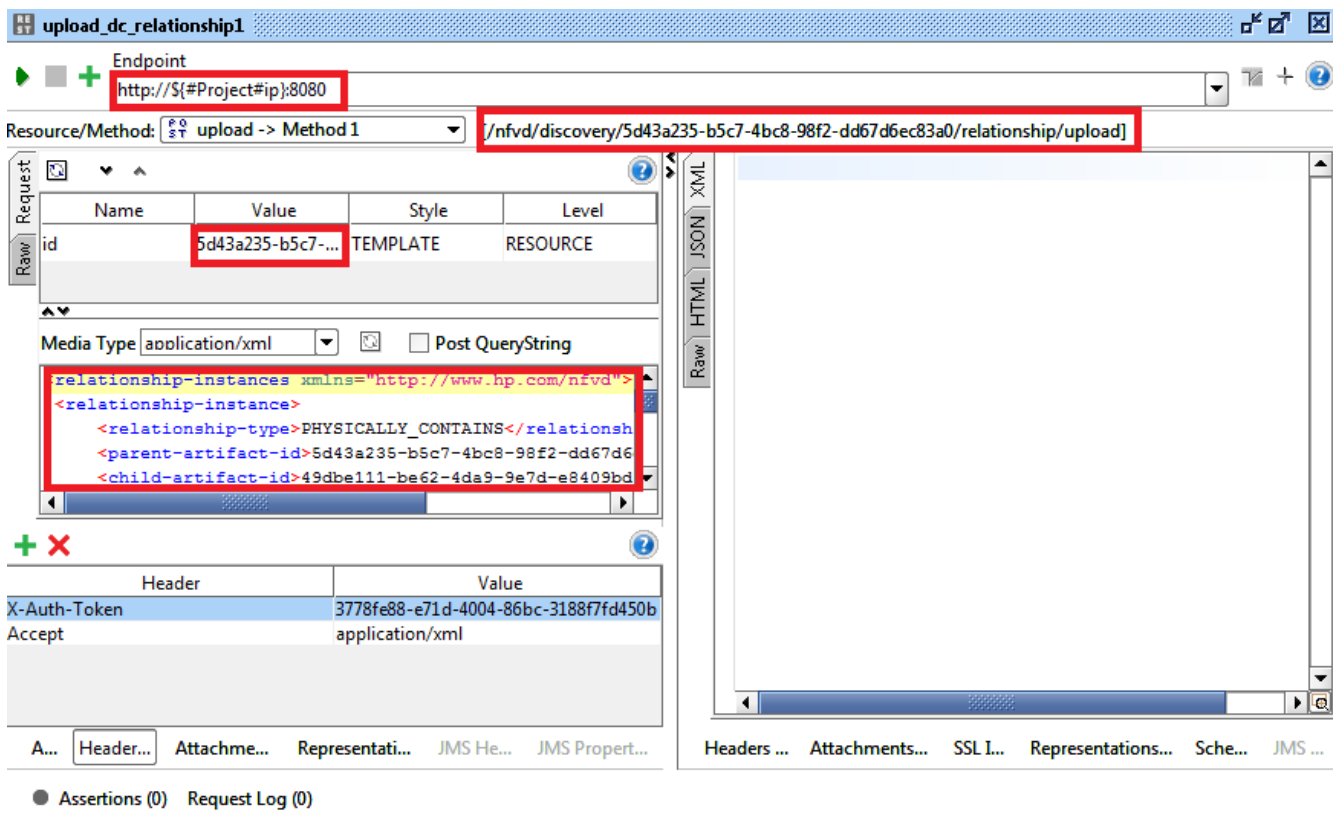 upload_dc_relationship1
Endpoint
http://${#Project#ip}:8080
Resource/Method: POST upload -> Method 1 [/nfvd/discovery/5d43a235-b5c7-4bc8-98f2-dd67d6ec83a0/relationship/upload]
Request
Raw
Name Value Style Level
id 5d43a235-b5c7-... TEMPLATE RESOURCE
Media Type application/xml Post QueryString
<relationship-instances xmlns="http://www.hp.com/nfvd">
<relationship-instance>
<relationship-type>PHYSICALLY_CONTAINS</relationsh
<parent-artifact-id>5d43a235-b5c7-4bc8-98f2-dd67d6
<child-artifact-id>49dbe111-be62-4da9-9e7d-e8409bd
Header Value
X-Auth-Token 3778fe88-e71d-4004-86bc-3188f7fd450b
Accept application/xml
A... Header... Attachme... Representati... JMS He... JMS Propert...
XML
JSON
HTML
Raw
Headers ... Attachments... SSL I... Representations... Sche... JMS ...
Assertions (0) Request Log (0)